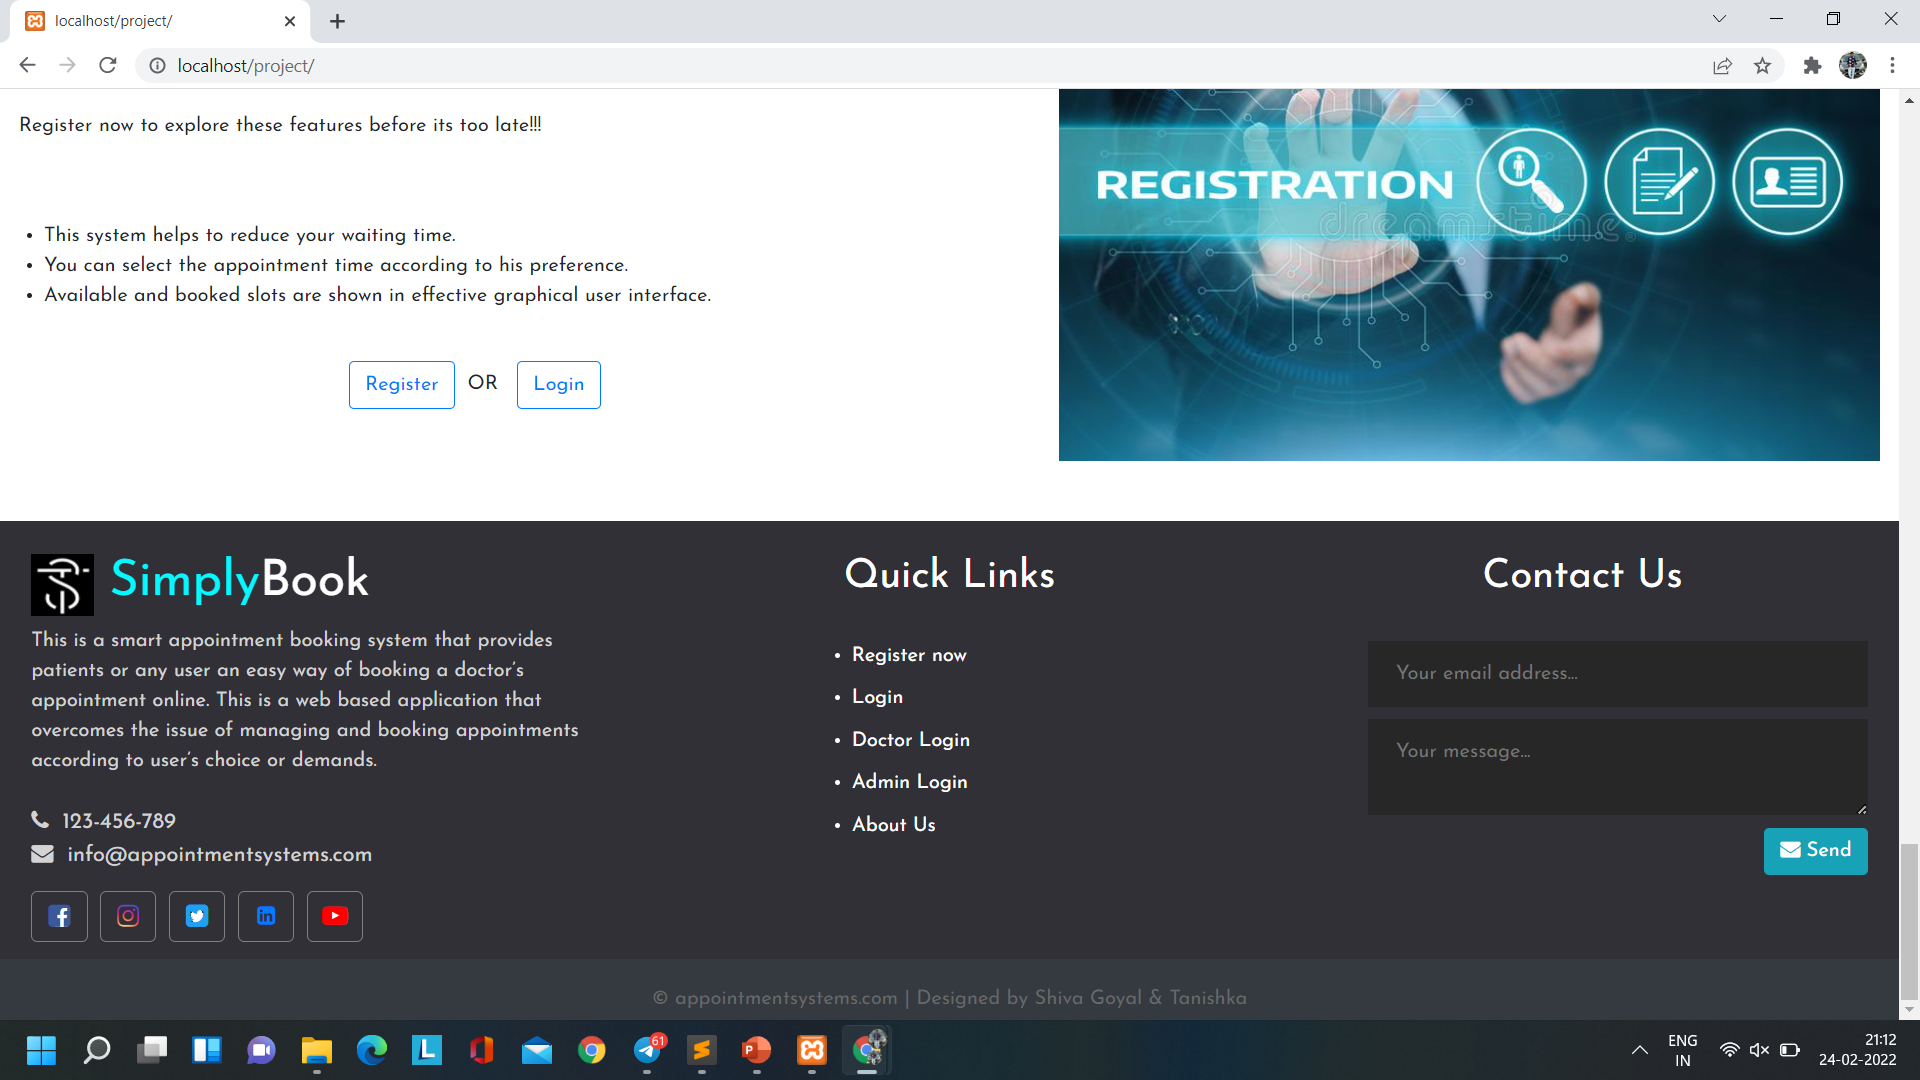 localhost/project/
localhost/project/
Register now to explore these features before its too late!!!
This system helps to reduce your waiting time.
You can select the appointment time according to his preference.
Available and booked slots are shown in effective graphical user interface.
Register OR Login
REGISTRATION
dreamstime
SimplyBook
This is a smart appointment booking system that provides
patients or any user an easy way of booking a doctor's
appointment online. This is a web based application that
overcomes the issue of managing and booking appointments
according to user's choice or demands.
123-456-789
info@appointmentsystems.com
Quick Links
Register now
Login
Doctor Login
Admin Login
About Us
Contact Us
Your email address...
Your message...
Send
© appointmentsystems.com | Designed by Shiva Goyal & Tanishka
L
61
P
ENG
IN
21:12
24-02-2022